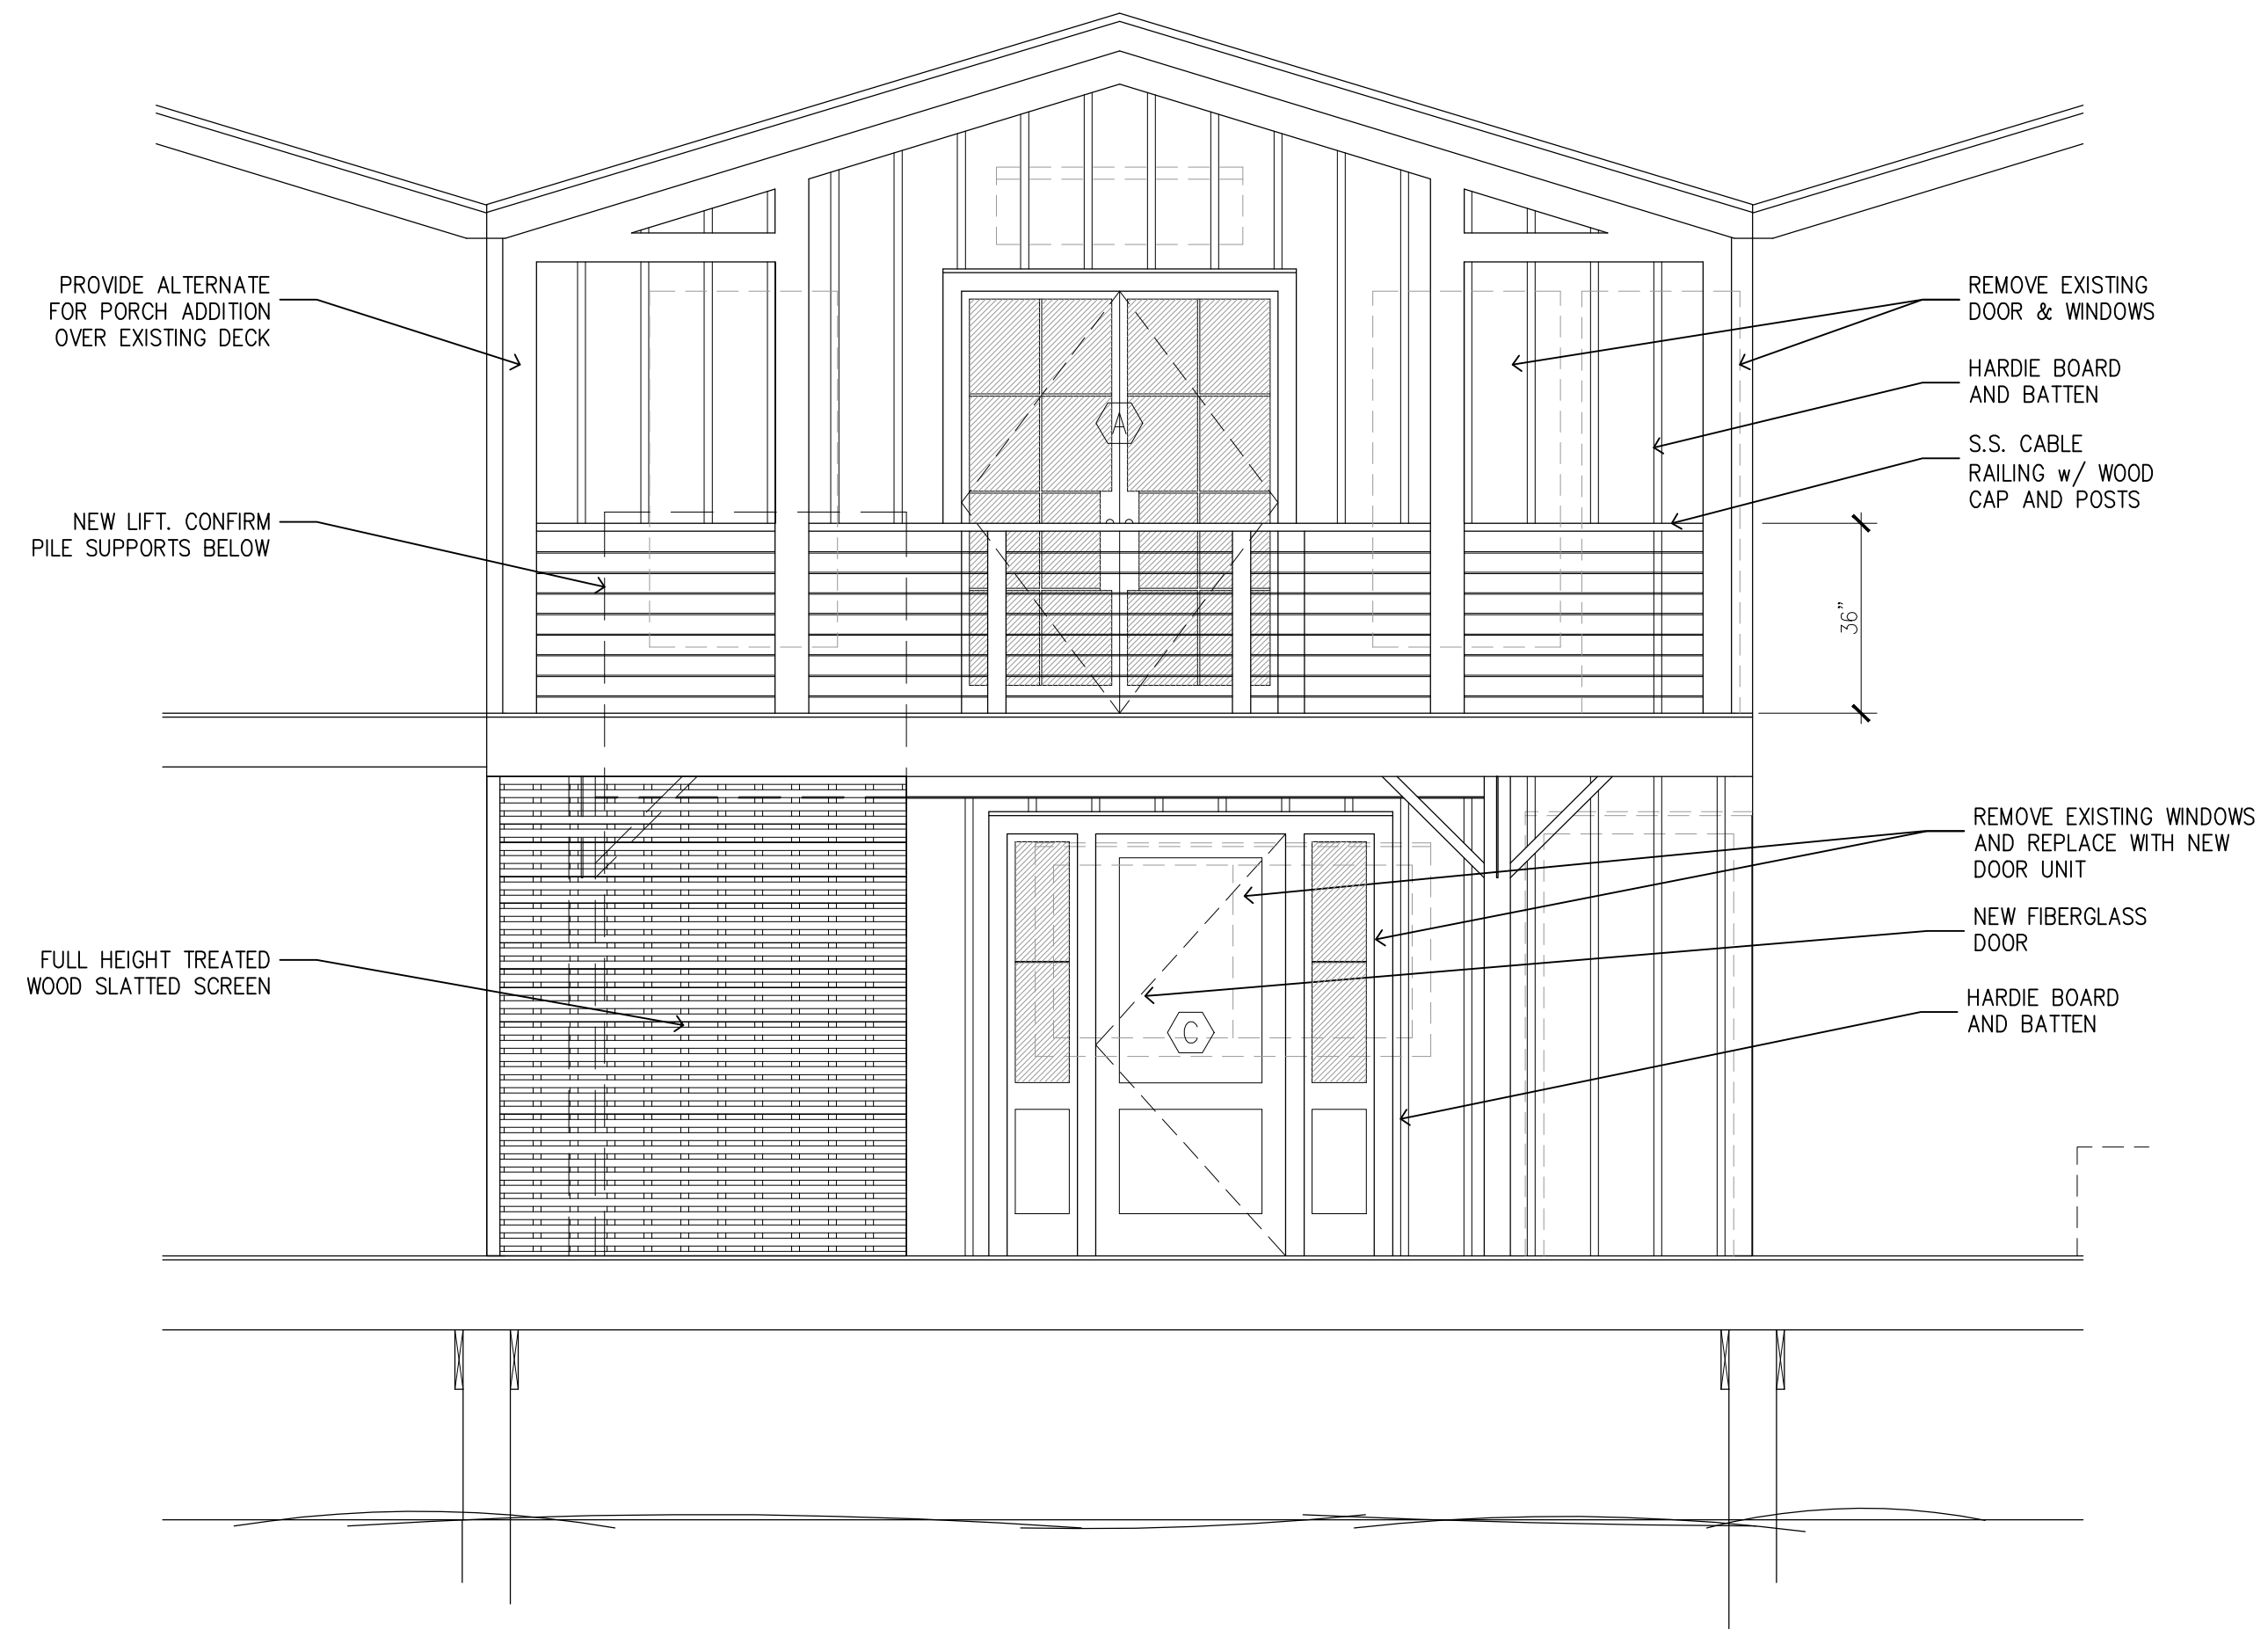 PROVIDE ALTERNATE
FOR PORCH ADDITION
OVER EXISTING DECK
NEW LIFT. CONFIRM
PILE SUPPORTS BELOW
FULL HEIGHT TREATED
WOOD SLATTED SCREEN
A
C
REMOVE EXISTING
DOOR & WINDOWS
HARDIE BOARD
AND BATTEN
S.S. CABLE
RAILING w/ WOOD
CAP AND POSTS
36"
REMOVE EXISTING WINDOWS
AND REPLACE WITH NEW
DOOR UNIT
NEW FIBERGLASS
DOOR
HARDIE BOARD
AND BATTEN